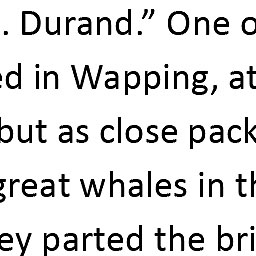 . Durand.” One o
ed in Wapping, at
but as close pack
great whales in th
ey parted the bri